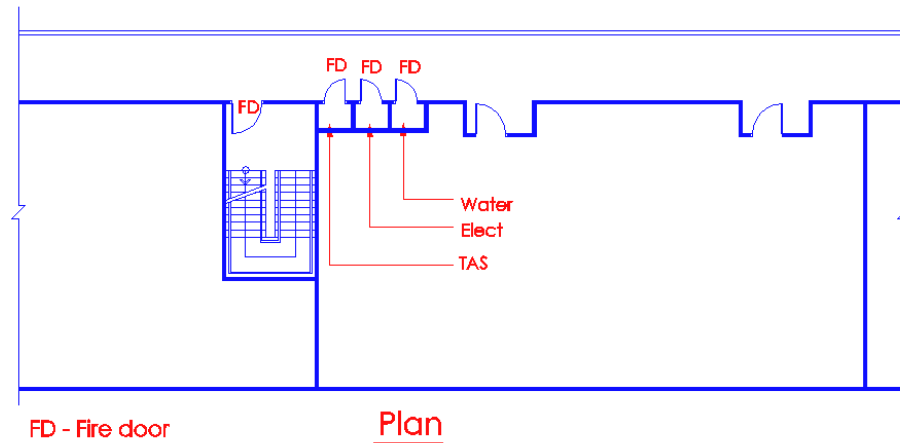 FD FD FD
FD
Water
Elect
TAS
FD - Fire door
Plan